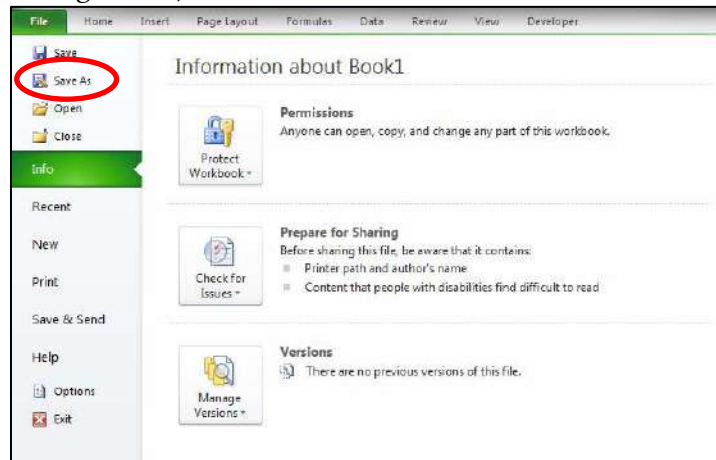 File Home Insert Page Layout Formulas Data Review View Developer
Save
Save As
Open
Close
Info
Recent
New
Print
Save & Send
Help
Options
Exit
Information about Book1
Protect
Workbook
Permissions
Anyone can open, copy, and change any part of this workbook.
Check for
Issues
Prepare for Sharing
Before sharing this file, be aware that it contains:
Printer path and author's name
Content that people with disabilities find difficult to read
Manage
Versions
Versions
There are no previous versions of this file.